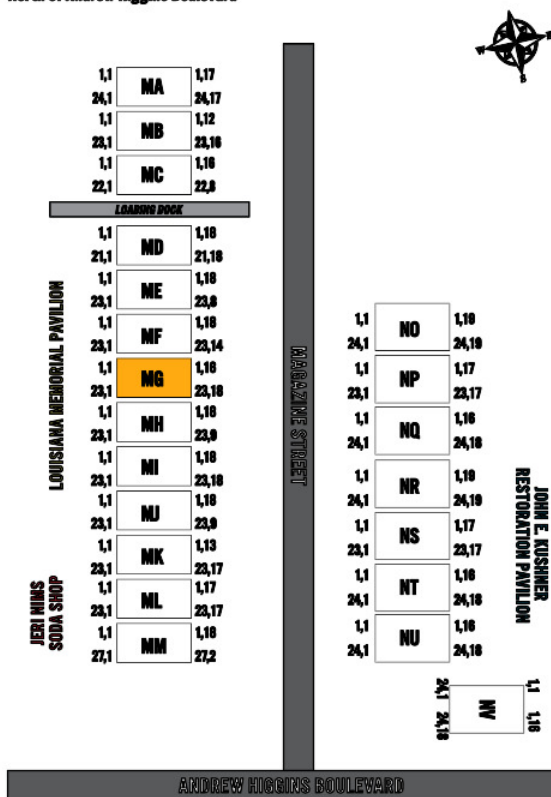 North of Andrew Higgins Boulevard
1,1 MA 1,17
24,1 24,17
1,1 MB 1,12
23,1 23,16
1,1 MC 1,16
22,1 22,8
LOADING DOCK
1,1 MD 1,18
21,1 21,18
1,1 ME 1,18
23,1 23,8
1,1 MF 1,18
23,1 23,14
1,1 MG 1,16
23,1 23,18
1,1 MH 1,18
23,1 23,9
1,1 MI 1,18
23,1 23,18
1,1 MJ 1,18
23,1 23,9
1,1 MK 1,13
23,1 23,17
1,1 ML 1,17
23,1 23,17
1,1 MM 1,18
27,1 27,2
LOUISIANA MEMORIAL PAVILION
JERI NIMS
SODA SHOP
MAGAZINE STREET
1,1 NO 1,19
24,1 24,19
1,1 NP 1,17
23,1 23,17
1,1 NQ 1,16
24,1 24,18
1,1 NR 1,19
24,1 24,19
1,1 NS 1,17
23,1 23,17
1,1 NT 1,16
24,1 24,18
1,1 NU 1,16
24,1 24,18
JOHN E. KUSHNER
RESTORATION PAVILION
24,1 1,1
NV
24,18 1,16
ANDREW HIGGINS BOULEVARD